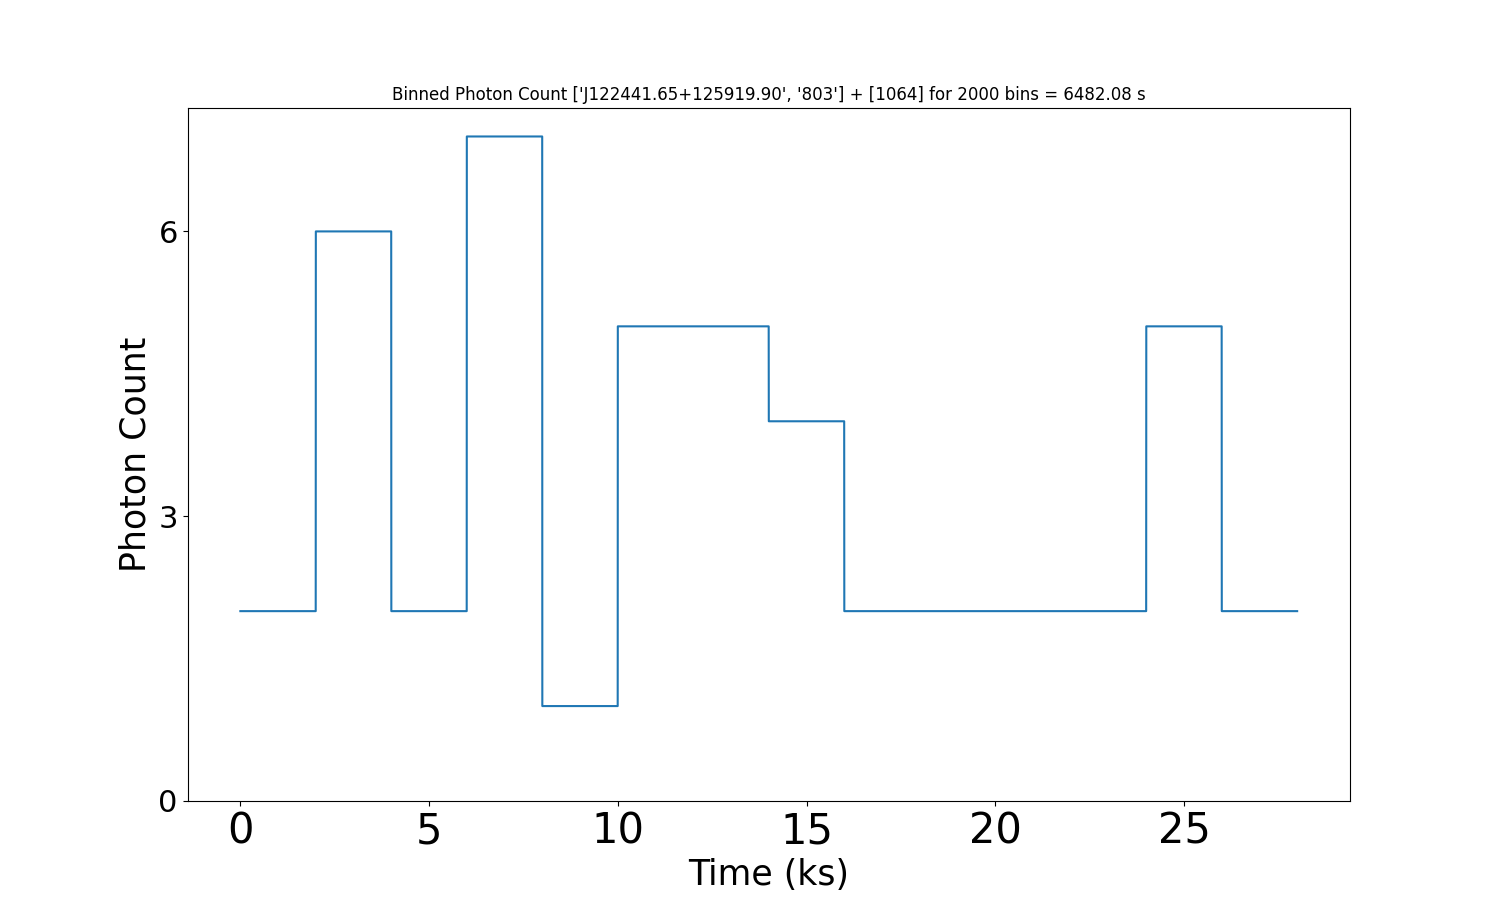 Binned Photon Count ['J122441.65+125919.90', '803'] + [1064] for 2000 bins = 6482.08 s
6
3
0
Photon Count
0 5 10 15 20 25
Time (ks)